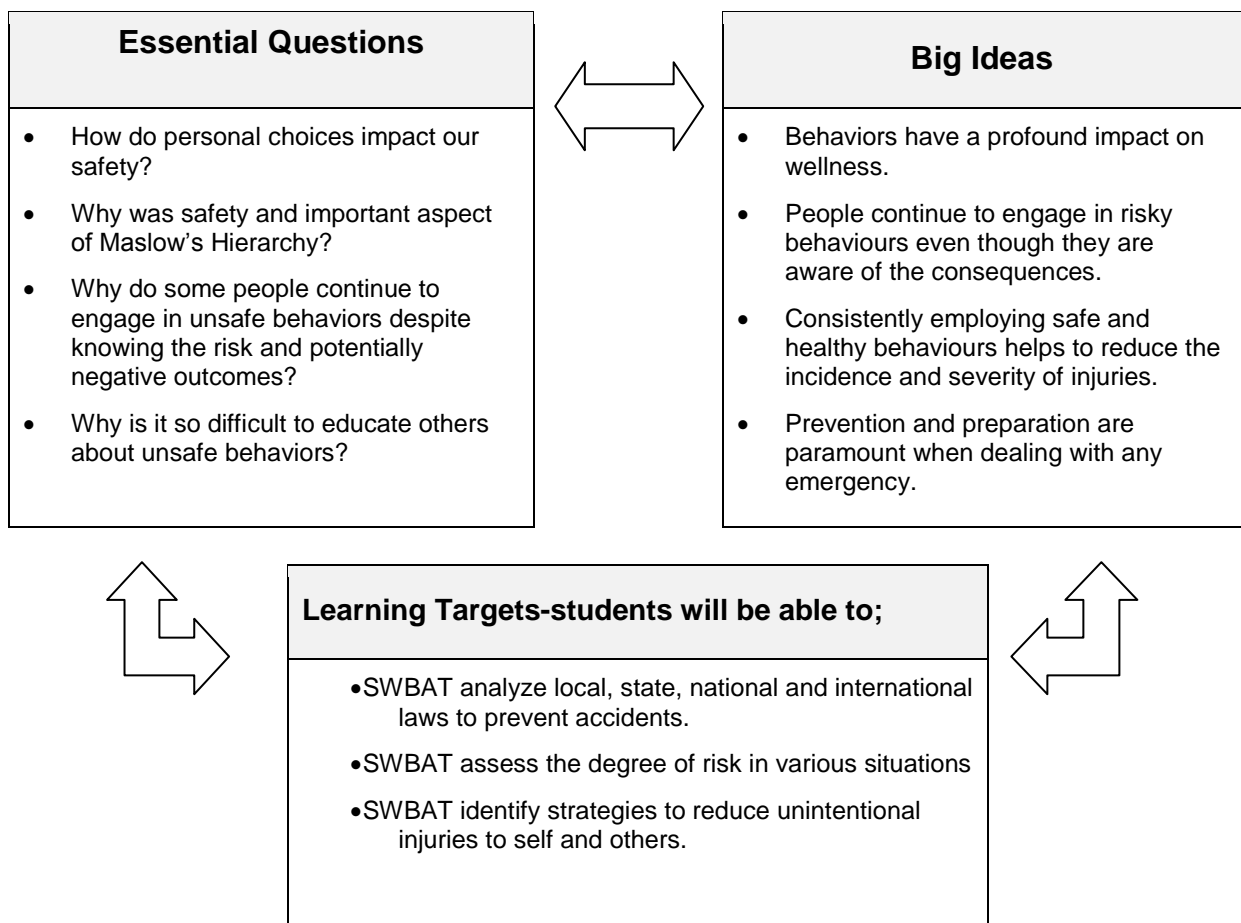 Essential Questions
• How do personal choices impact our
safety?
• Why was safety and important aspect
of Maslow's Hierarchy?
• Why do some people continue to
engage in unsafe behaviors despite
knowing the risk and potentially
negative outcomes?
• Why is it so difficult to educate others
about unsafe behaviors?
Big Ideas
• Behaviors have a profound impact on
wellness.
• People continue to engage in risky
behaviours even though they are
aware of the consequences.
• Consistently employing safe and
healthy behaviours helps to reduce the
incidence and severity of injuries.
• Prevention and preparation are
paramount when dealing with any
emergency.
Learning Targets-students will be able to;
•SWBAT analyze local, state, national and international
laws to prevent accidents.
•SWBAT assess the degree of risk in various situations
•SWBAT identify strategies to reduce unintentional
injuries to self and others.